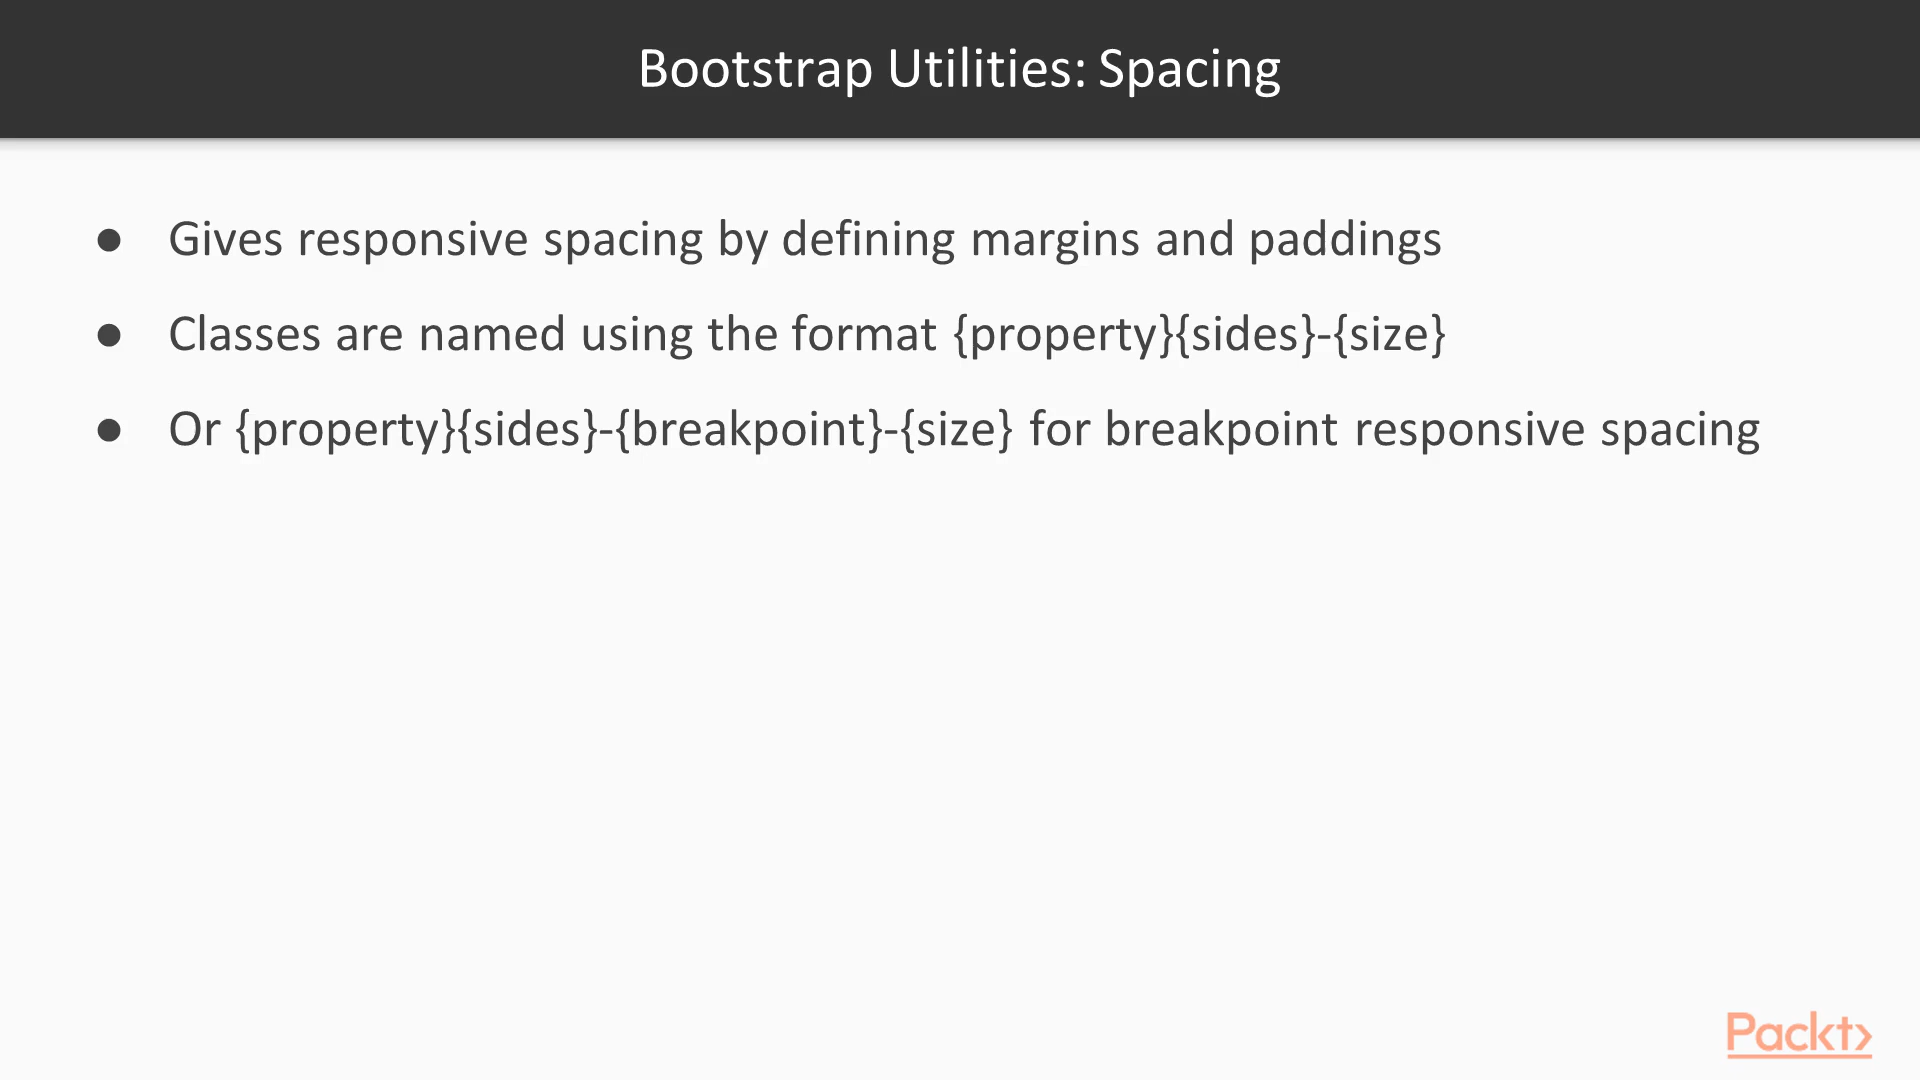 Bootstrap Utilities: Spacing
● Gives responsive spacing by defining margins and paddings
● Classes are named using the format {property}{sides}-{size}
● Or {property}{sides}-{breakpoint}-{size} for breakpoint responsive spacing
Packt>